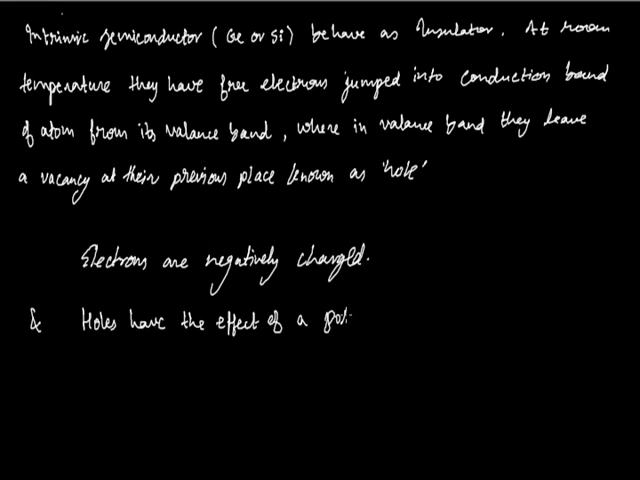 Intrinsic semiconductor (Ge or Si) behave as Insulator. At room
temperature they have free electrons jumped into conduction band
of atom from its valance band, where in valance band they leave
a vacancy at their previous place known as "hole"
Electrons are negatively charged.
& Holes have the effect of a posi